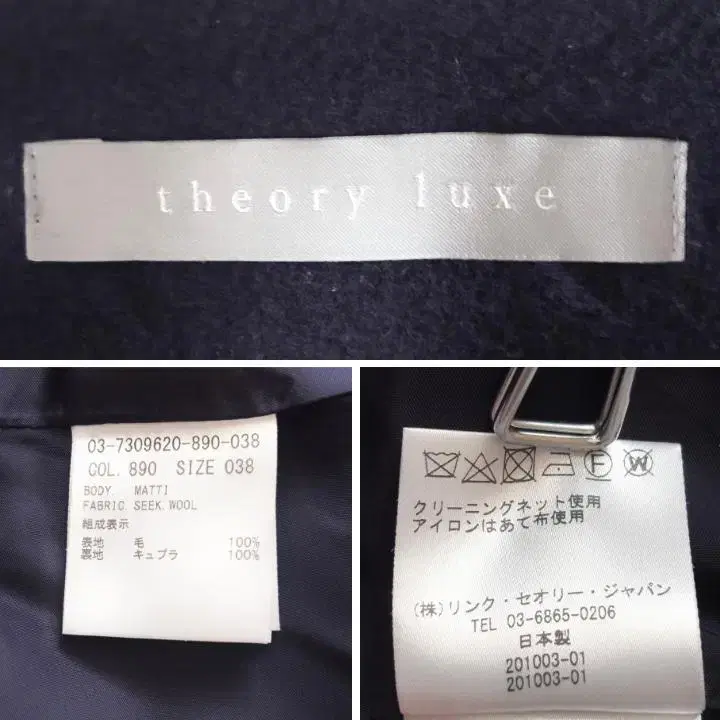 theory luxe
03-7309620-890-038
COL. 890 SIZE 038
BODY. MATTI
FABRIC. SEEK.WOOL
組成表示
表地 毛 100%
裏地 キュプラ 100%
クリーニングネット使用
アイロンはあて布使用
(株)リンク・セオリー・ジャパン
TEL 03-6865-0206
日本製
201003-01
201003-01